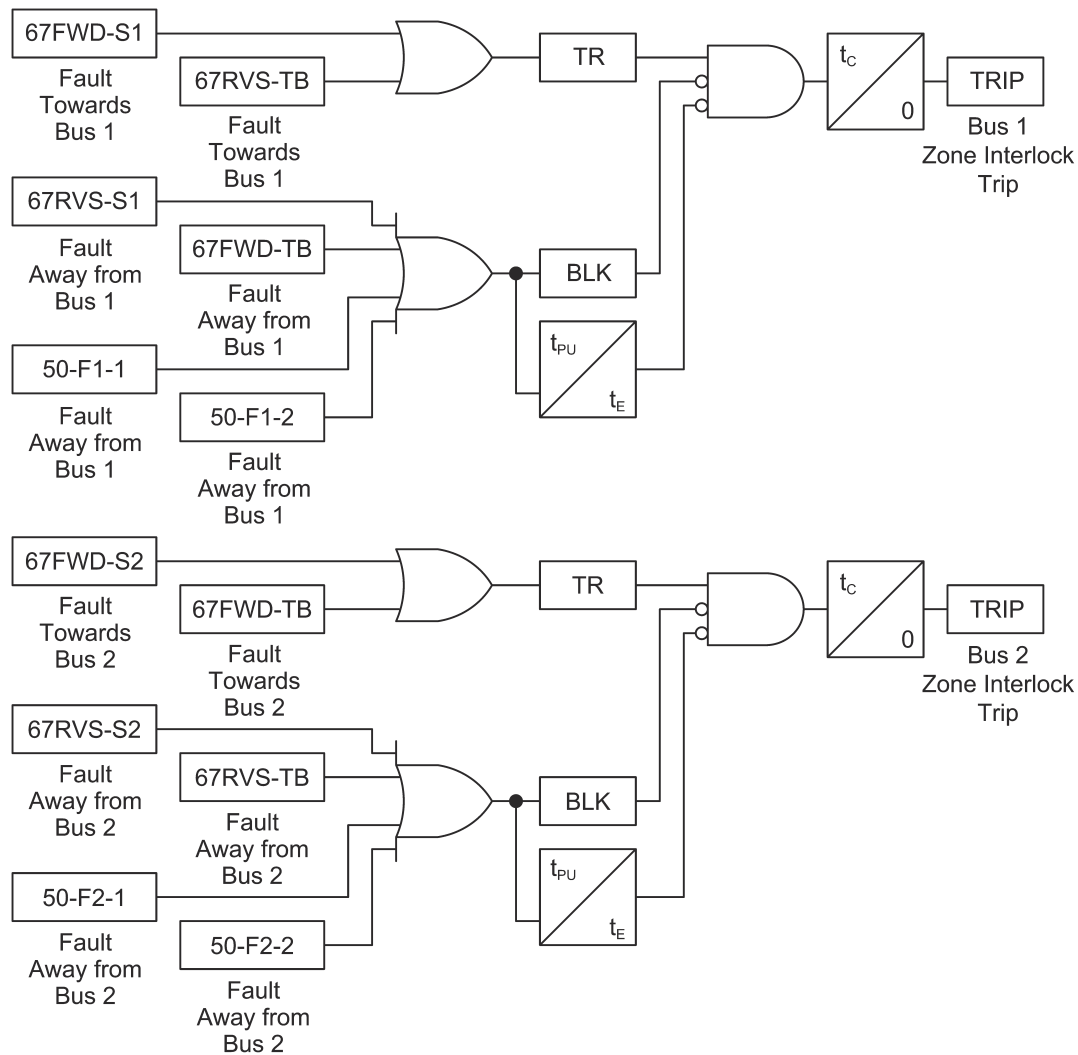 67FWD-S1
Fault
Towards
Bus 1
67RVS-TB
Fault
Towards
Bus 1
TR
tC
0
TRIP
Bus 1
Zone Interlock
Trip
67RVS-S1
Fault
Away from
Bus 1
67FWD-TB
Fault
Away from
Bus 1
BLK
tPU
tE
50-F1-1
Fault
Away from
Bus 1
50-F1-2
Fault
Away from
Bus 1
67FWD-S2
Fault
Towards
Bus 2
67FWD-TB
Fault
Towards
Bus 2
TR
tC
0
TRIP
Bus 2
Zone Interlock
Trip
67RVS-S2
Fault
Away from
Bus 2
67RVS-TB
Fault
Away from
Bus 2
BLK
tPU
tE
50-F2-1
Fault
Away from
Bus 2
50-F2-2
Fault
Away from
Bus 2